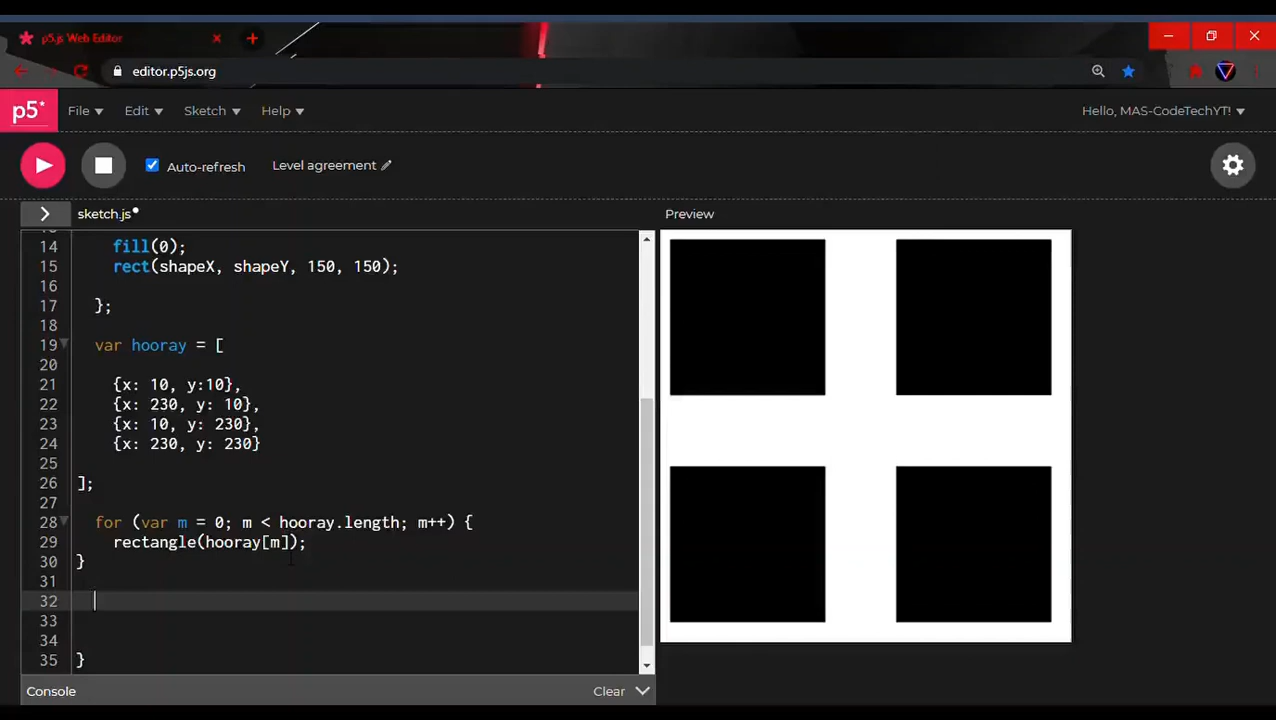 p5.js Web Editor
editor.p5js.org
p5* File Edit Sketch Help Hello, MAS-CodeTechYT!
Auto-refresh Level agreement
sketch.js Preview
14 fill(0);
15 rect(shapeX, shapeY, 150, 150);
16
17 };
18
19 var hooray = [
20
21 {x: 10, y:10},
22 {x: 230, y: 10},
23 {x: 10, y: 230},
24 {x: 230, y: 230}
25
26 ];
27
28 for (var m = 0; m < hooray.length; m++) {
29 rectangle(hooray[m]);
30 }
31
32
33
34
35 }
Console Clear